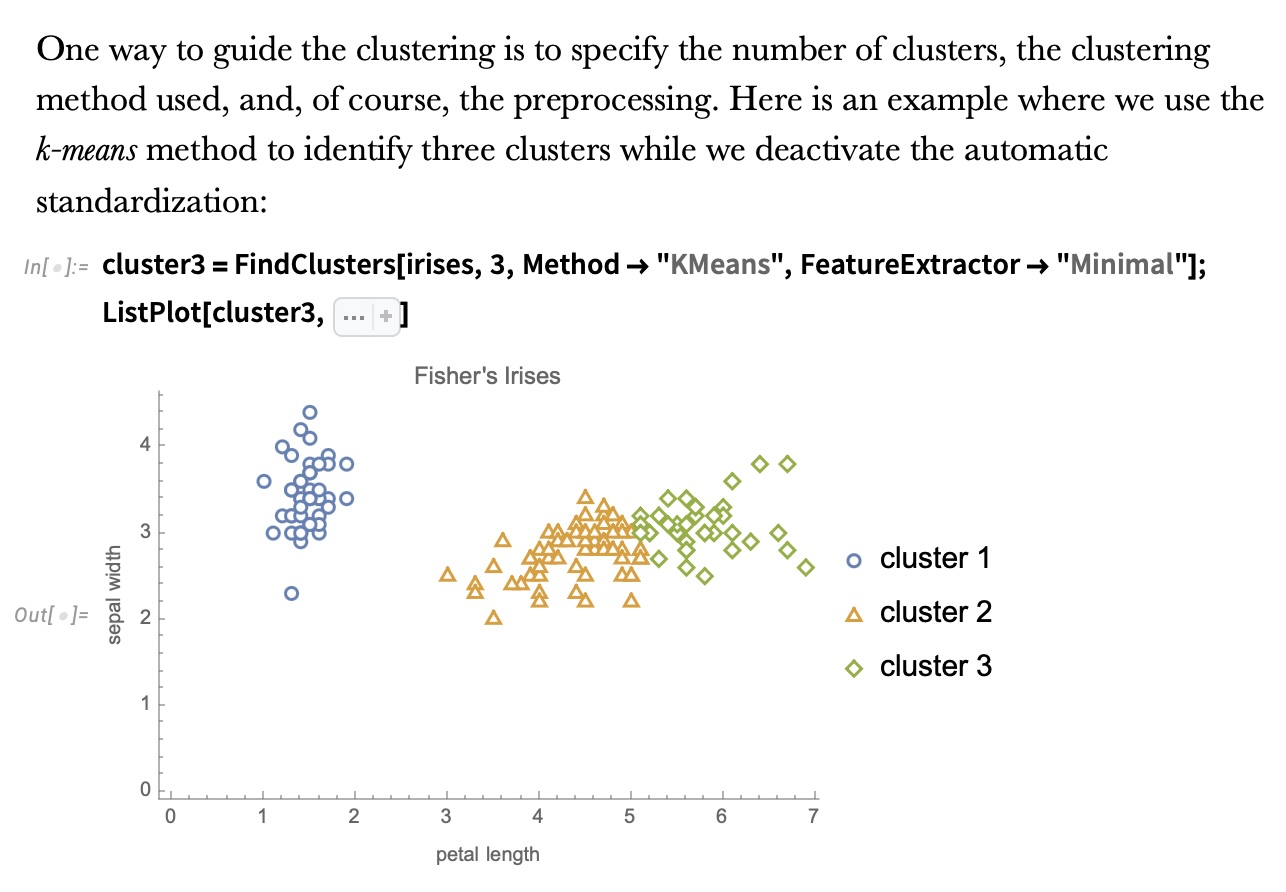 One way to guide the clustering is to specify the number of clusters, the clustering
method used, and, of course, the preprocessing. Here is an example where we use the
k-means method to identify three clusters while we deactivate the automatic
standardization:
In[ ]:= cluster3 = FindClusters[irises, 3, Method → "KMeans", FeatureExtractor → "Minimal"];
ListPlot[cluster3, ... + ]
Fisher's Irises
4
3
2
1
0
sepal width
Out[ ]=
0 1 2 3 4 5 6 7
petal length
cluster 1
cluster 2
cluster 3